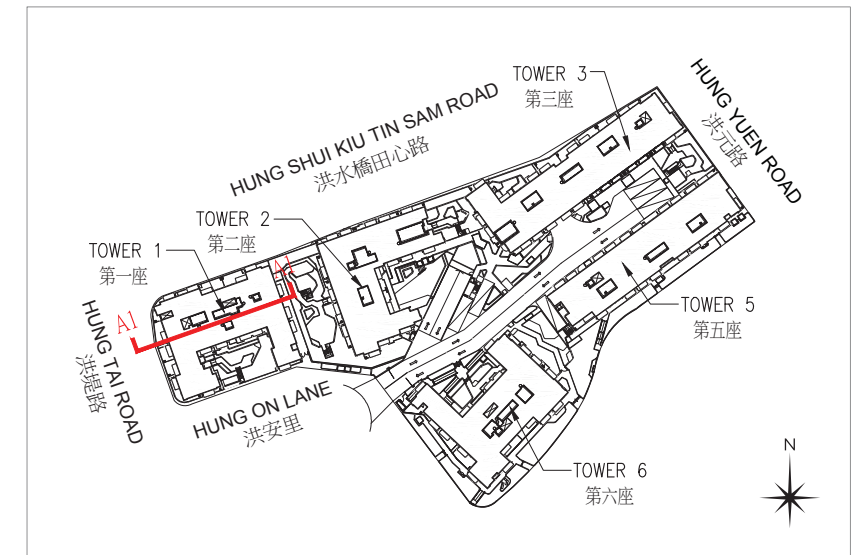 TOWER 3
第三座
HUNG YUEN ROAD
洪元路
HUNG SHUI KIU TIN SAM ROAD
洪水橋田心路
TOWER 2
第二座
TOWER 1
第一座
A1
A1
HUNG TAI ROAD
洪堤路
TOWER 5
第五座
HUNG ON LANE
洪安里
TOWER 6
第六座
N